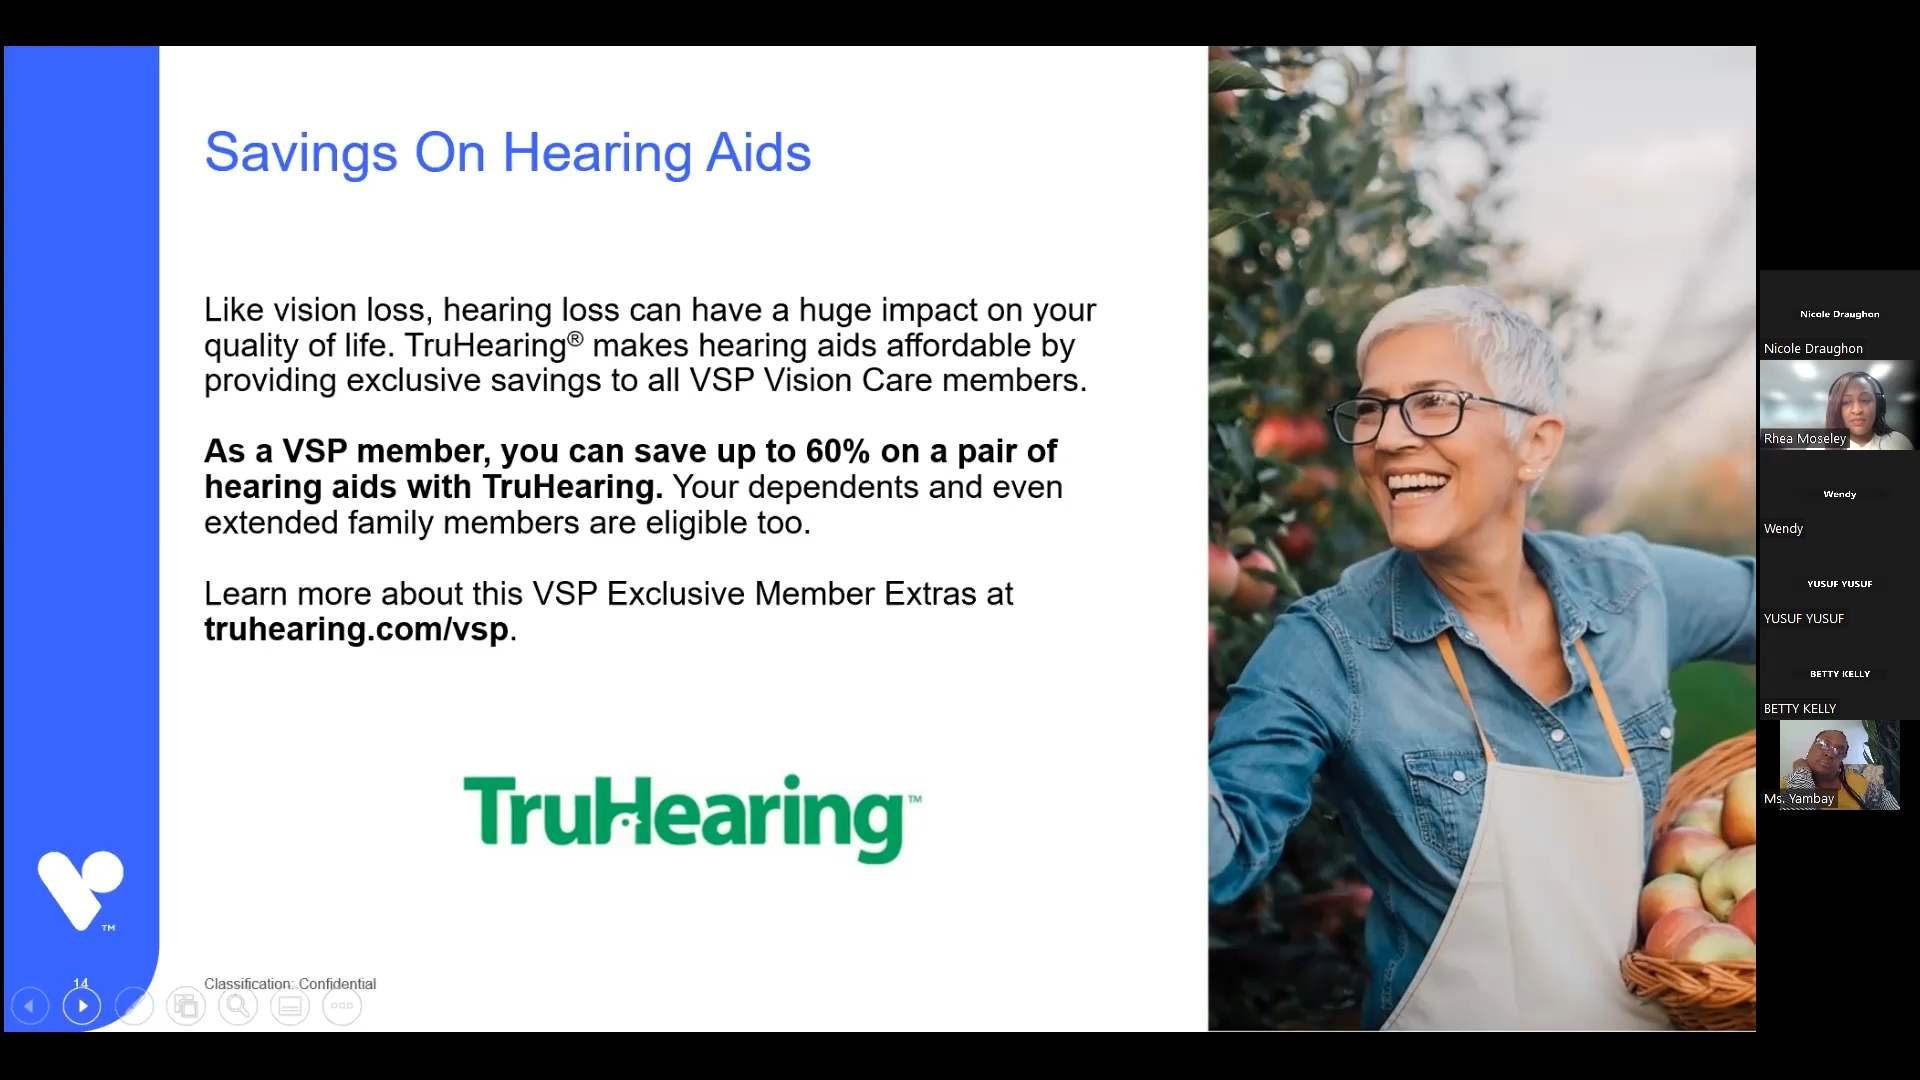 Savings On Hearing Aids
Like vision loss, hearing loss can have a huge impact on your
quality of life. TruHearing® makes hearing aids affordable by
providing exclusive savings to all VSP Vision Care members.
As a VSP member, you can save up to 60% on a pair of
hearing aids with TruHearing. Your dependents and even
extended family members are eligible too.
Learn more about this VSP Exclusive Member Extras at
truhearing.com/vsp.
TruHearing™
TM
14
Classification: Confidential
Nicole Draughon
Nicole Draughon
Rhea Moseley
Wendy
Wendy
YUSUF YUSUF
YUSUF YUSUF
BETTY KELLY
BETTY KELLY
Ms. Yambay